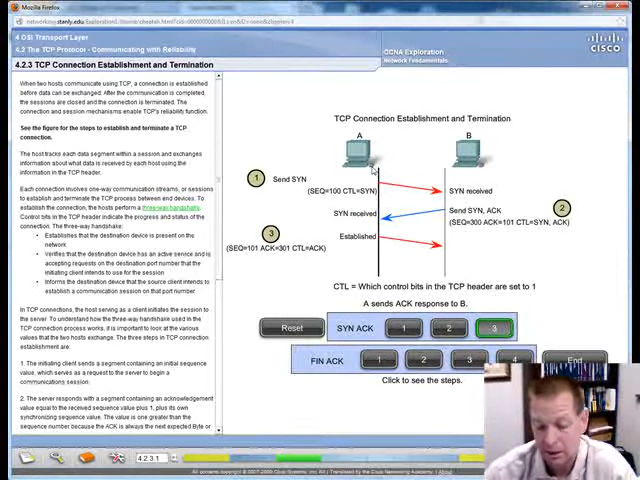 Mozilla Firefox
4 OSI Transport Layer
4.2 The TCP Protocol - Communicating with Reliability
CCNA Exploration
Network Fundamentals
CISCO
4.2.3 TCP Connection Establishment and Termination
When two hosts communicate using TCP, a connection is established
before data can be exchanged. After the communication is completed,
the sessions are closed and the connection is terminated. The
connection and session mechanisms enable TCP's reliability function.
See the figure for the steps to establish and terminate a TCP
connection.
The host tracks each data segment within a session and exchanges
information about what data is received by each host using the
information in the TCP header.
Each connection involves one-way communication streams, or sessions
to establish and terminate the TCP process between end devices. To
establish the connection, the hosts perform a three-way handshake.
Control bits in the TCP header indicate the progress and status of the
connection. The three-way handshake:
• Establishes that the destination device is present on the
network
• Verifies that the destination device has an active service and is
accepting requests on the destination port number that the
initiating client intends to use for the session
• Informs the destination device that the source client intends to
establish a communication session on that port number
In TCP connections, the host serving as a client initiates the session to
the server. To understand how the three-way handshake used in the
TCP connection process works, it is important to look at the various
values that the two hosts exchange. The three steps in TCP connection
establishment are:
1. The initiating client sends a segment containing an initial sequence
value, which serves as a request to the server to begin a
communications session.
2. The server responds with a segment containing an acknowledgement
value equal to the received sequence value plus 1, plus its own
synchronizing sequence value. The value is one greater than the
sequence number because the ACK is always the next expected Byte or
TCP Connection Establishment and Termination
A
B
1
Send SYN
(SEQ=100 CTL=SYN)
SYN received
SYN received
Send SYN, ACK
2
(SEQ=300 ACK=101 CTL=SYN, ACK)
3
Established
(SEQ=101 ACK=301 CTL=ACK)
CTL = Which control bits in the TCP header are set to 1
A sends ACK response to B.
Reset
SYN ACK
1
2
3
FIN ACK
1
2
3
4
End
Click to see the steps.
4.2.3.1